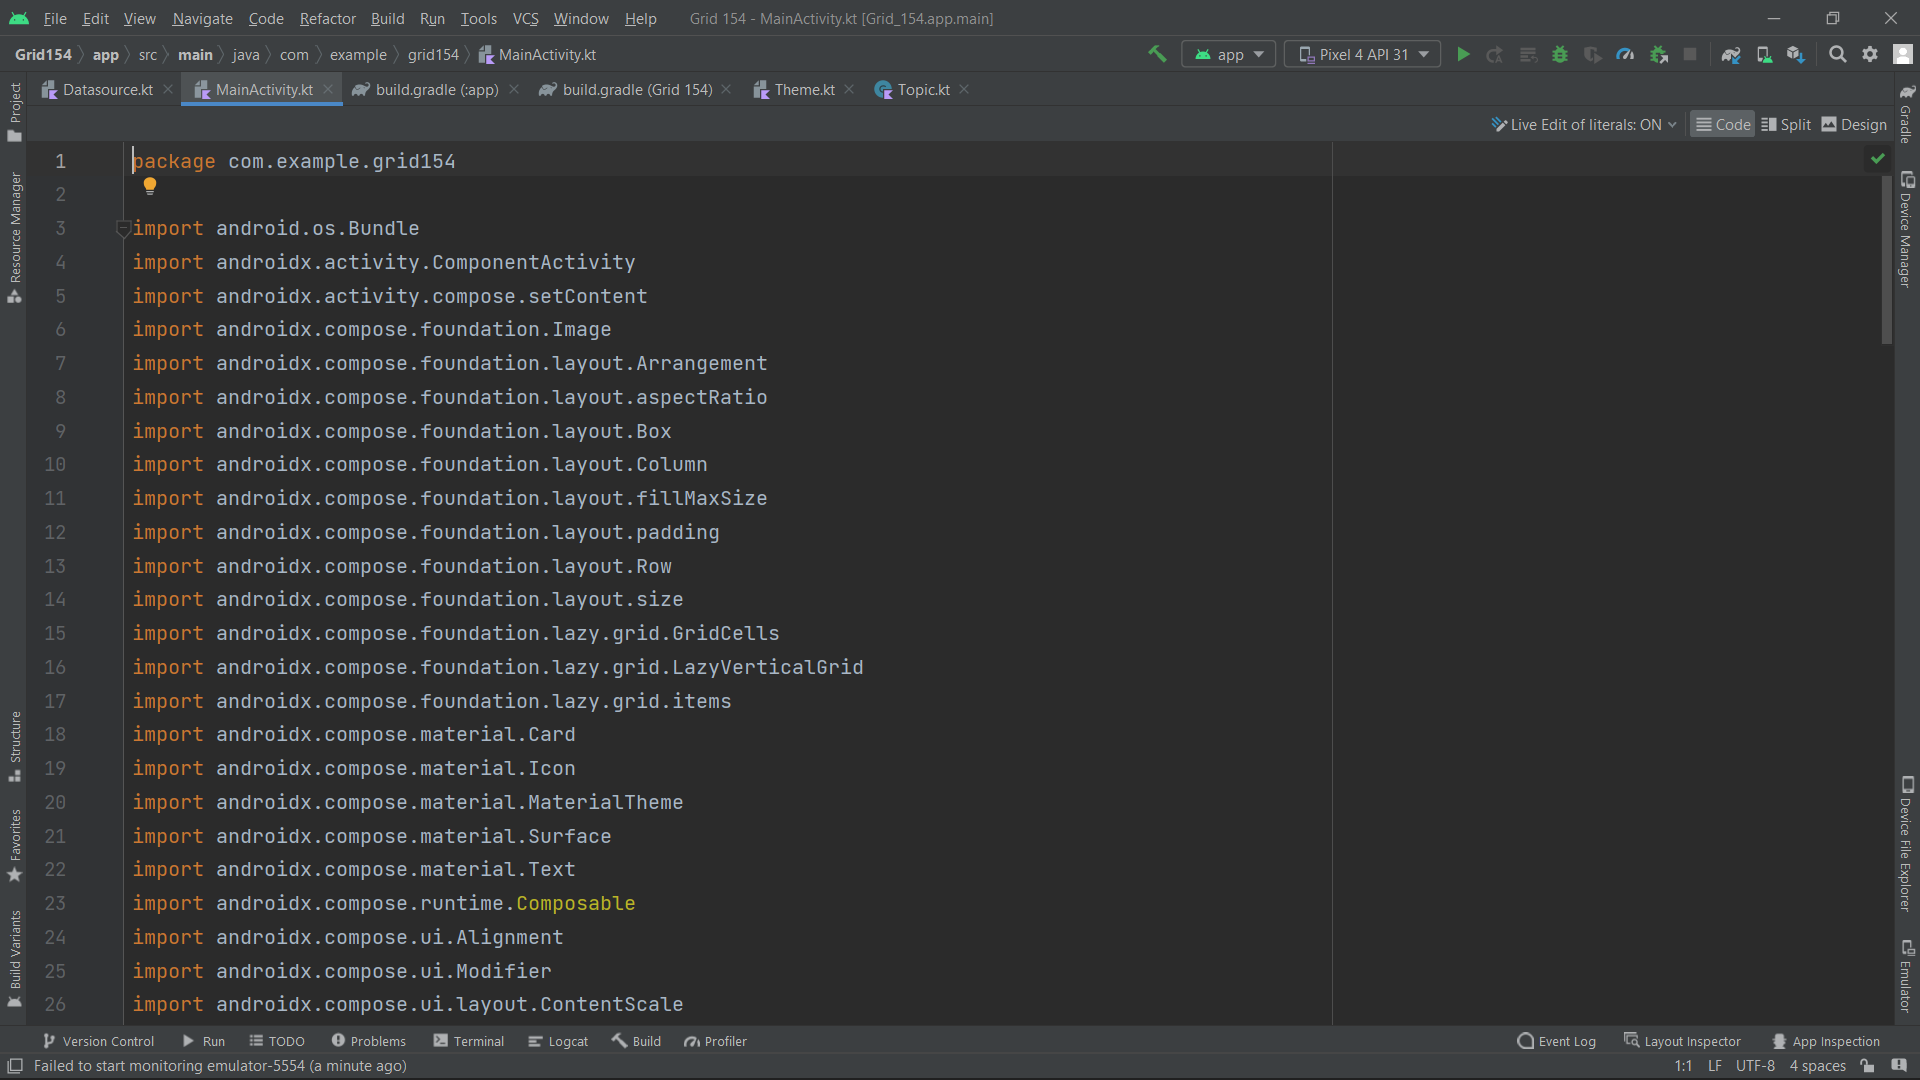 File Edit View Navigate Code Refactor Build Run Tools VCS Window Help Grid 154 - MainActivity.kt [Grid_154.app.main]
Grid154 app src main java com example grid154 MainActivity.kt app Pixel 4 API 31
Datasource.kt MainActivity.kt build.gradle (:app) build.gradle (Grid 154) Theme.kt Topic.kt
Live Edit of literals: ON Code Split Design
1 package com.example.grid154
2
3 import android.os.Bundle
4 import androidx.activity.ComponentActivity
5 import androidx.activity.compose.setContent
6 import androidx.compose.foundation.Image
7 import androidx.compose.foundation.layout.Arrangement
8 import androidx.compose.foundation.layout.aspectRatio
9 import androidx.compose.foundation.layout.Box
10 import androidx.compose.foundation.layout.Column
11 import androidx.compose.foundation.layout.fillMaxSize
12 import androidx.compose.foundation.layout.padding
13 import androidx.compose.foundation.layout.Row
14 import androidx.compose.foundation.layout.size
15 import androidx.compose.foundation.lazy.grid.GridCells
16 import androidx.compose.foundation.lazy.grid.LazyVerticalGrid
17 import androidx.compose.foundation.lazy.grid.items
18 import androidx.compose.material.Card
19 import androidx.compose.material.Icon
20 import androidx.compose.material.MaterialTheme
21 import androidx.compose.material.Surface
22 import androidx.compose.material.Text
23 import androidx.compose.runtime.Composable
24 import androidx.compose.ui.Alignment
25 import androidx.compose.ui.Modifier
26 import androidx.compose.ui.layout.ContentScale
Project
Resource Manager
Structure
Favorites
Build Variants
Gradle
Device Manager
Device File Explorer
Emulator
Version Control Run TODO Problems Terminal Logcat Build Profiler Event Log Layout Inspector App Inspection
Failed to start monitoring emulator-5554 (a minute ago) 1:1 LF UTF-8 4 spaces